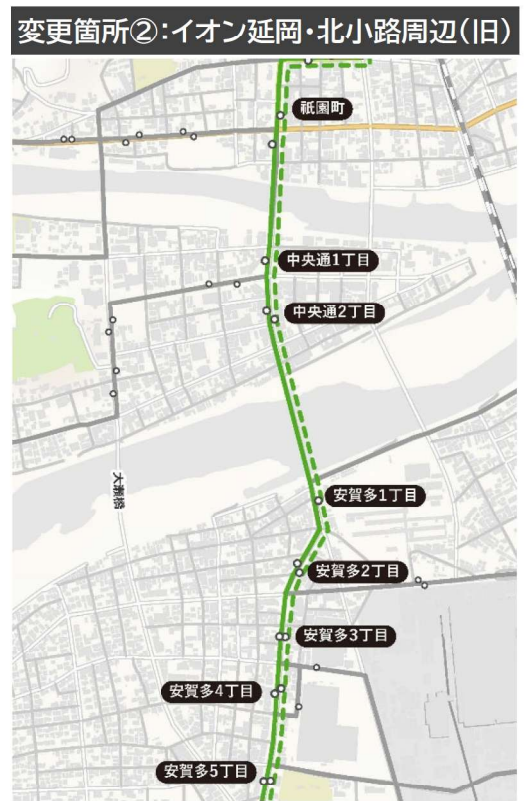 変更箇所②:イオン延岡・北小路周辺(旧)
祇園町
中央通1丁目
中央通2丁目
大瀬橋
安賀多1丁目
安賀多2丁目
安賀多3丁目
安賀多4丁目
安賀多5丁目